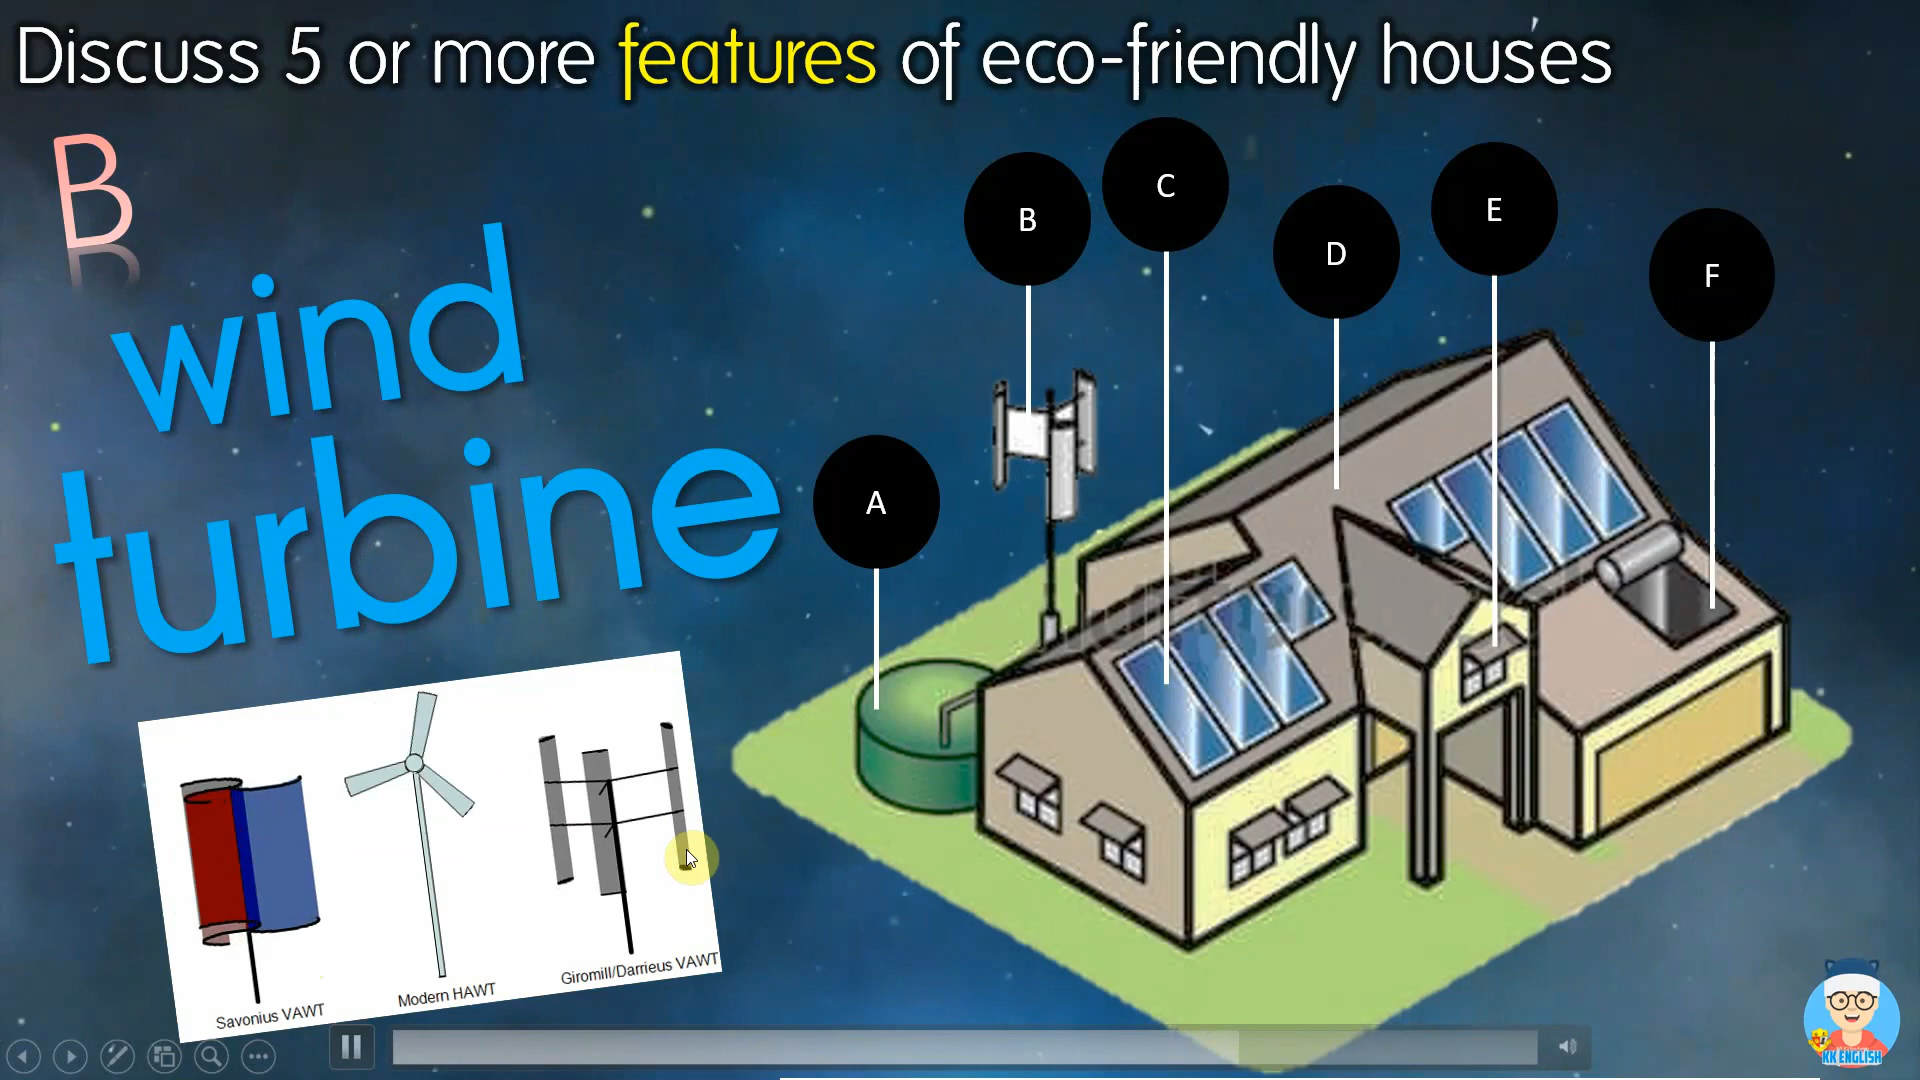 Discuss 5 or more features of eco-friendly houses
B
wind
turbine
A
B
C
D
E
F
Savonius VAWT
Modern HAWT
Giromill/Darrieus VAWT
KK ENGLISH